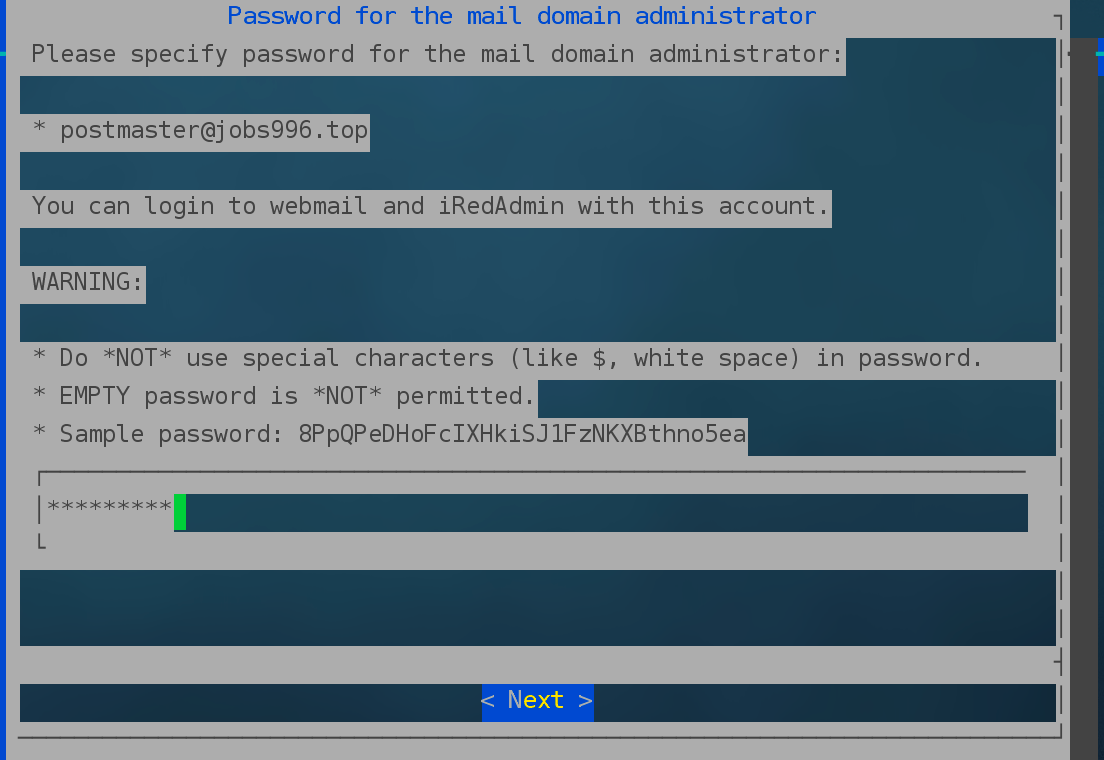 Password for the mail domain administrator
Please specify password for the mail domain administrator:
* postmaster@jobs996.top
You can login to webmail and iRedAdmin with this account.
WARNING:
* Do *NOT* use special characters (like $, white space) in password.
* EMPTY password is *NOT* permitted.
* Sample password: 8PpQPeDHoFcIXHkiSJ1FzNKXBthno5ea
*********
< Next >